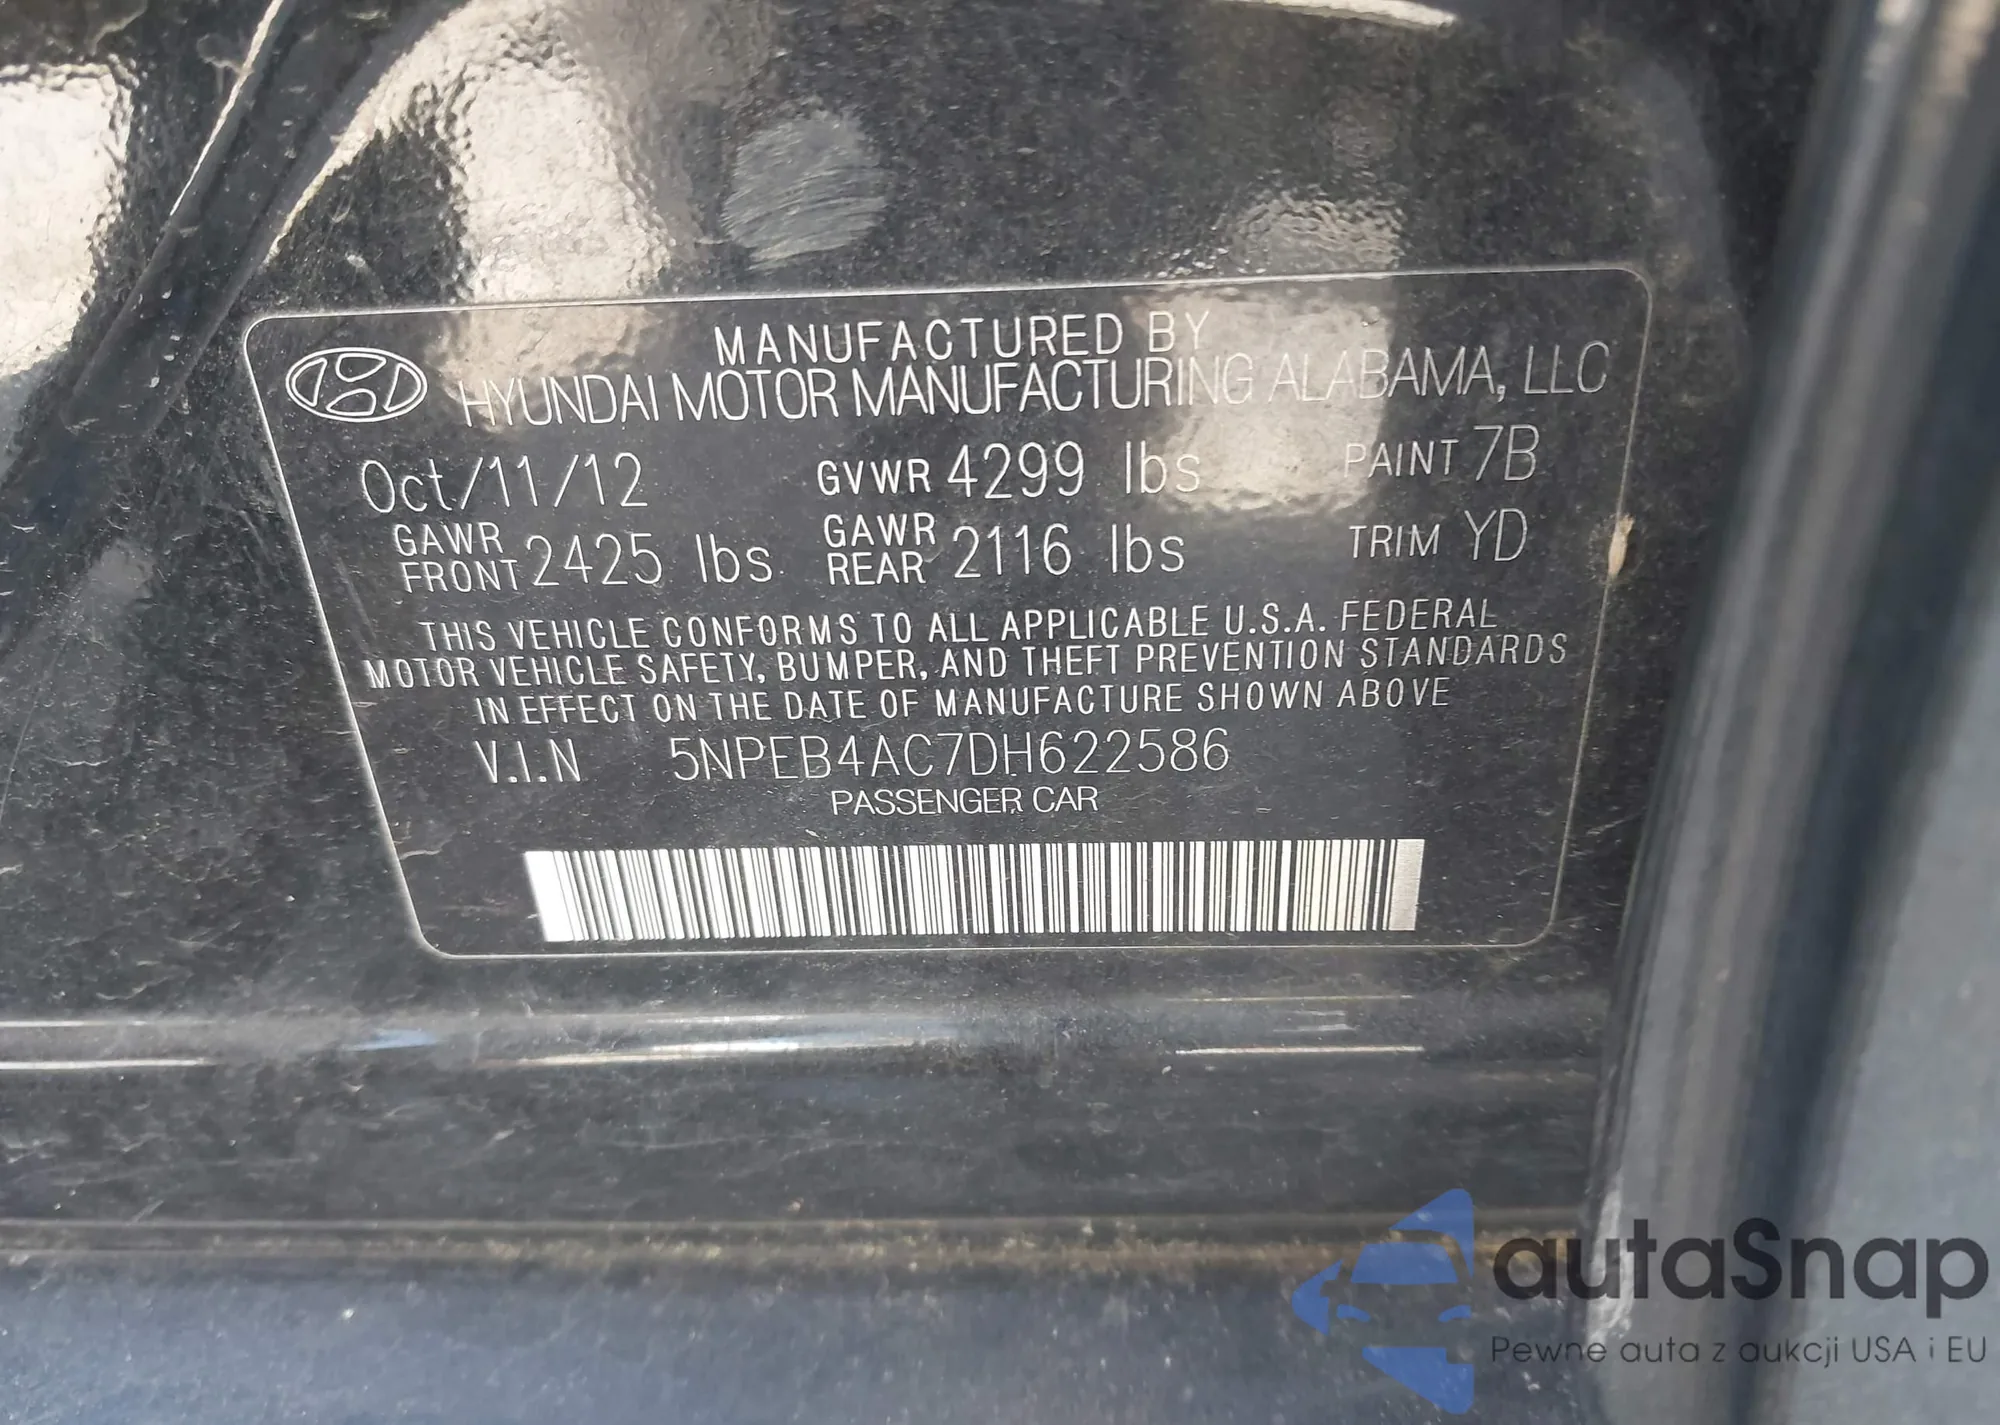 MANUFACTURED BY
HYUNDAI MOTOR MANUFACTURING ALABAMA, LLC
Oct/11/12 GVWR 4299 lbs PAINT 7B
GAWR FRONT 2425 lbs GAWR REAR 2116 lbs TRIM YD
THIS VEHICLE CONFORMS TO ALL APPLICABLE U.S.A. FEDERAL
MOTOR VEHICLE SAFETY, BUMPER, AND THEFT PREVENTION STANDARDS
IN EFFECT ON THE DATE OF MANUFACTURE SHOWN ABOVE
V.I.N 5NPEB4AC7DH622586
PASSENGER CAR
autaSnap
Pewne auta z aukcji USA i EU